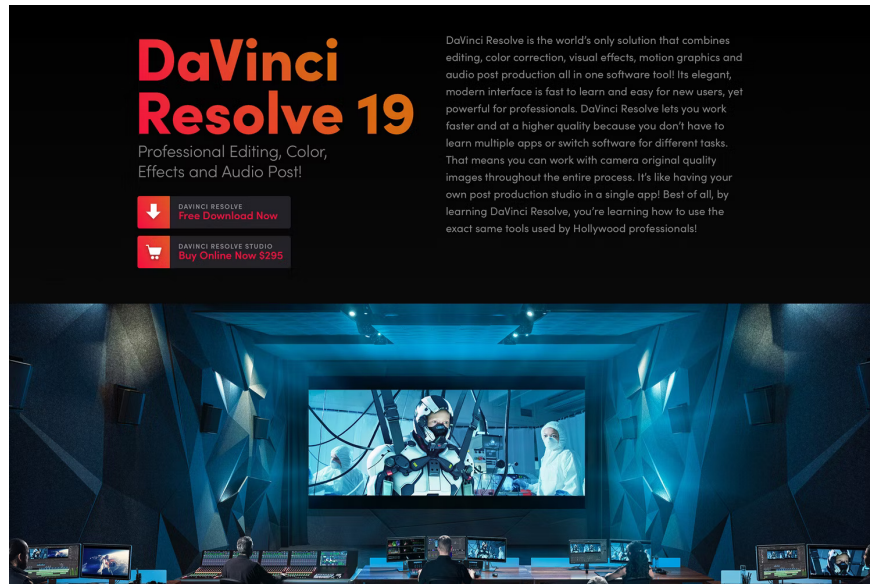 DaVinci
Resolve 19
Professional Editing, Color,
Effects and Audio Post!
DAVINCI RESOLVE
Free Download Now
DAVINCI RESOLVE STUDIO
Buy Online Now $295
DaVinci Resolve is the world’s only solution that combines
editing, color correction, visual effects, motion graphics and
audio post production all in one software tool! Its elegant,
modern interface is fast to learn and easy for new users, yet
powerful for professionals. DaVinci Resolve lets you work
faster and at a higher quality because you don’t have to
learn multiple apps or switch software for different tasks.
That means you can work with camera original quality
images throughout the entire process. It’s like having your
own post production studio in a single app! Best of all, by
learning DaVinci Resolve, you’re learning how to use the
exact same tools used by Hollywood professionals!